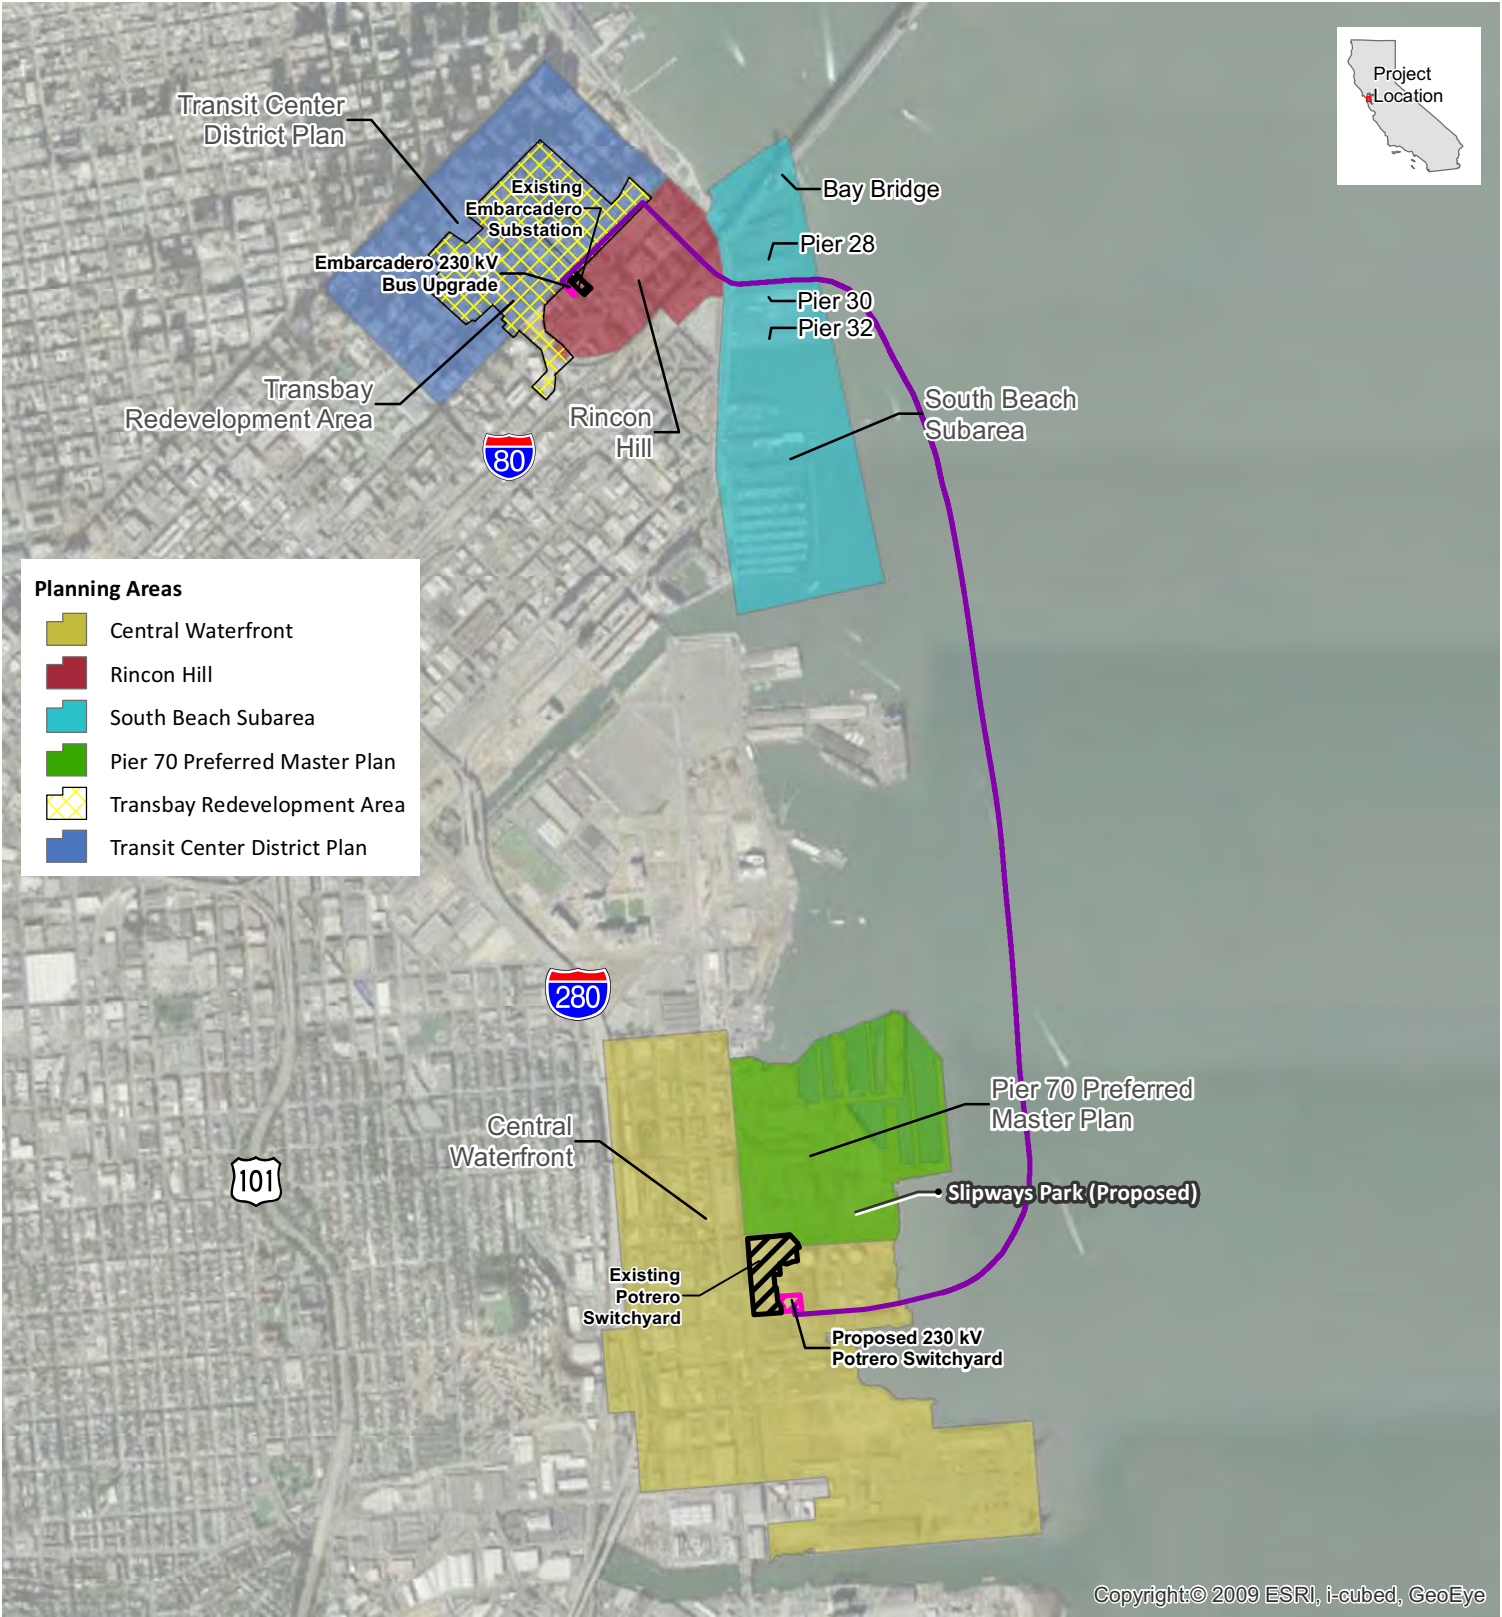 Project
Location
Transit Center
District Plan
Existing
Embarcadero
Substation
Embarcadero 230 kV
Bus Upgrade
Bay Bridge
Pier 28
Pier 30
Pier 32
Transbay
Redevelopment Area
Rincon
Hill
South Beach
Subarea
80
Planning Areas
Central Waterfront
Rincon Hill
South Beach Subarea
Pier 70 Preferred Master Plan
Transbay Redevelopment Area
Transit Center District Plan
280
Pier 70 Preferred
Master Plan
Central
Waterfront
101
Slipways Park (Proposed)
Existing
Potrero
Switchyard
Proposed 230 kV
Potrero Switchyard
Copyright:© 2009 ESRI, i-cubed, GeoEye